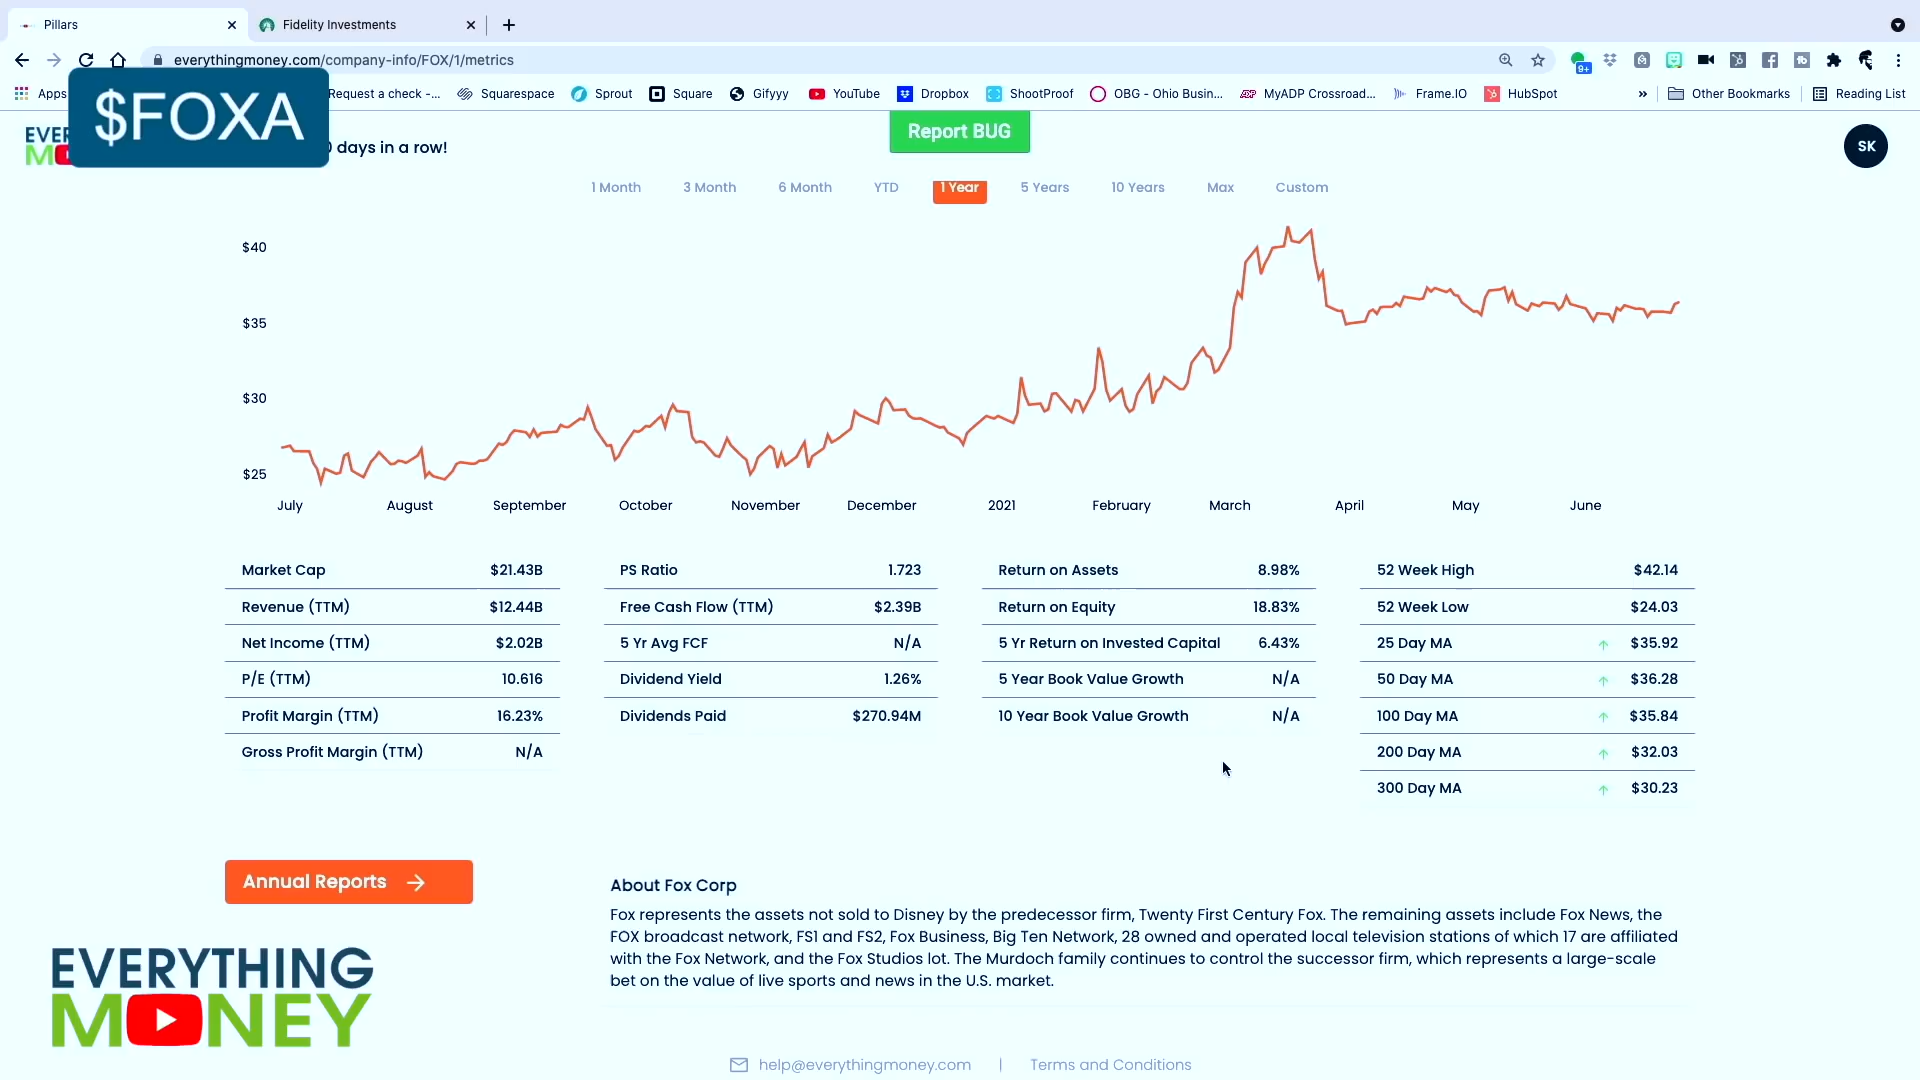 Pillars
Fidelity Investments
everythingmoney.com/company-info/FOX/1/metrics
9+
Apps
Request a check -...
Squarespace
Sprout
Square
Gifyyy
YouTube
Dropbox
ShootProof
OBG - Ohio Busin...
MyADP Crossroad...
Frame.IO
HubSpot
»
Other Bookmarks
Reading List
$FOXA
days in a row!
Report BUG
SK
1 Month
3 Month
6 Month
YTD
1 Year
5 Years
10 Years
Max
Custom
$40
$35
$30
$25
July
August
September
October
November
December
2021
February
March
April
May
June
Market Cap $21.43B
Revenue (TTM) $12.44B
Net Income (TTM) $2.02B
P/E (TTM) 10.616
Profit Margin (TTM) 16.23%
Gross Profit Margin (TTM) N/A
PS Ratio 1.723
Free Cash Flow (TTM) $2.39B
5 Yr Avg FCF N/A
Dividend Yield 1.26%
Dividends Paid $270.94M
Return on Assets 8.98%
Return on Equity 18.83%
5 Yr Return on Invested Capital 6.43%
5 Year Book Value Growth N/A
10 Year Book Value Growth N/A
52 Week High $42.14
52 Week Low $24.03
25 Day MA $35.92
50 Day MA $36.28
100 Day MA $35.84
200 Day MA $32.03
300 Day MA $30.23
Annual Reports
About Fox Corp
Fox represents the assets not sold to Disney by the predecessor firm, Twenty First Century Fox. The remaining assets include Fox News, the
FOX broadcast network, FS1 and FS2, Fox Business, Big Ten Network, 28 owned and operated local television stations of which 17 are affiliated
with the Fox Network, and the Fox Studios lot. The Murdoch family continues to control the successor firm, which represents a large-scale
bet on the value of live sports and news in the U.S. market.
EVERYTHING
MONEY
help@everythingmoney.com | Terms and Conditions